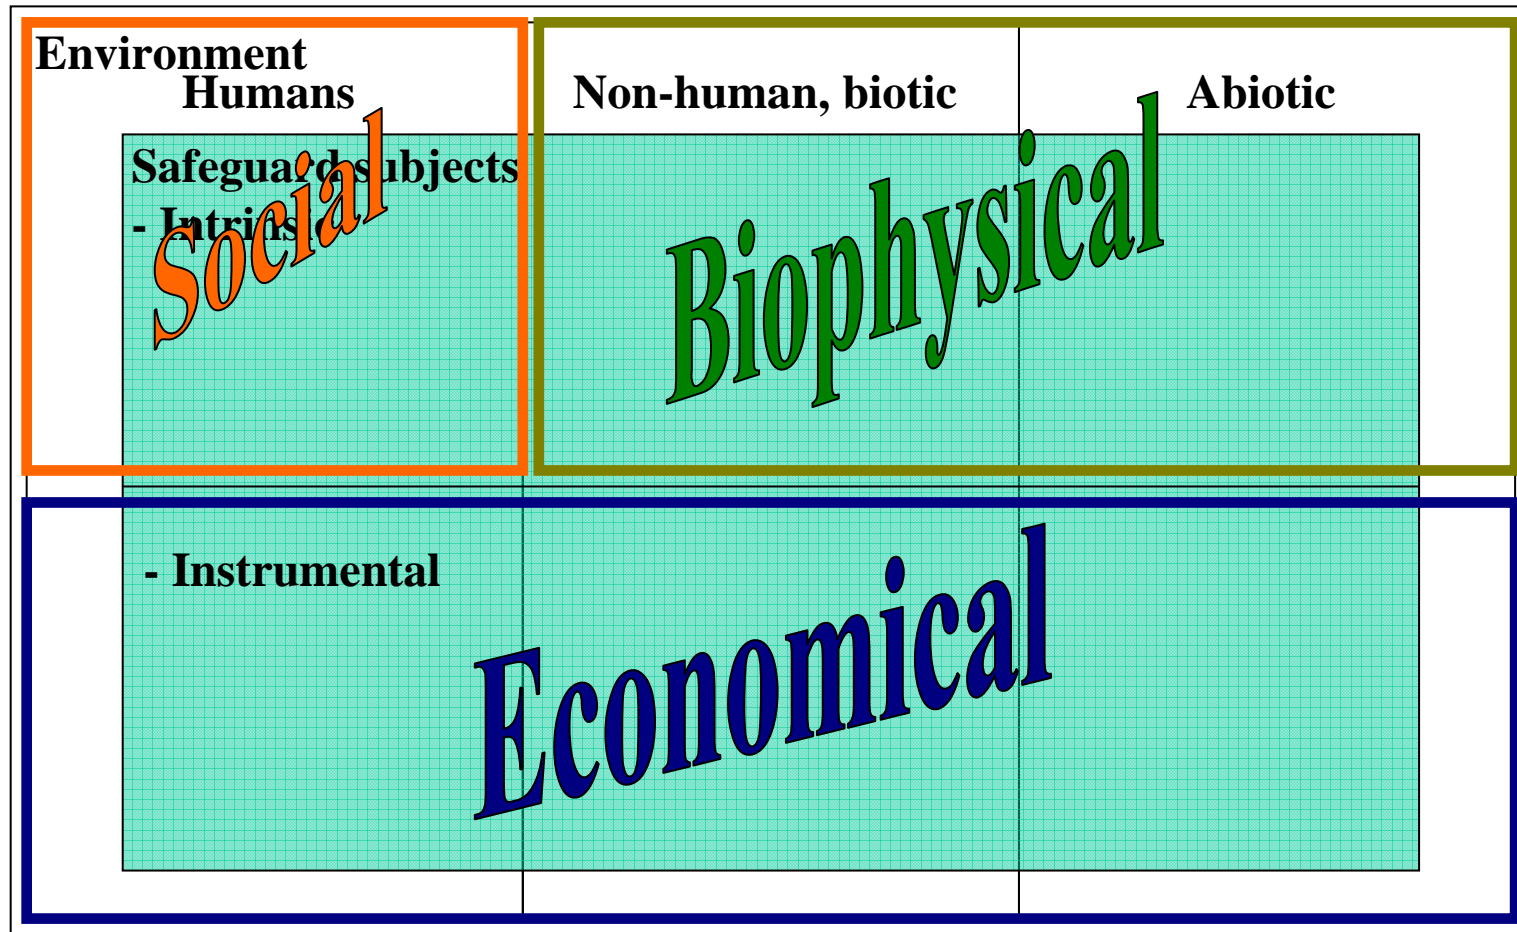 Environment
Humans
Non-human, biotic
Abiotic
Safeguard subjects
- Intrinsic
Social
Biophysical
- Instrumental
Economical